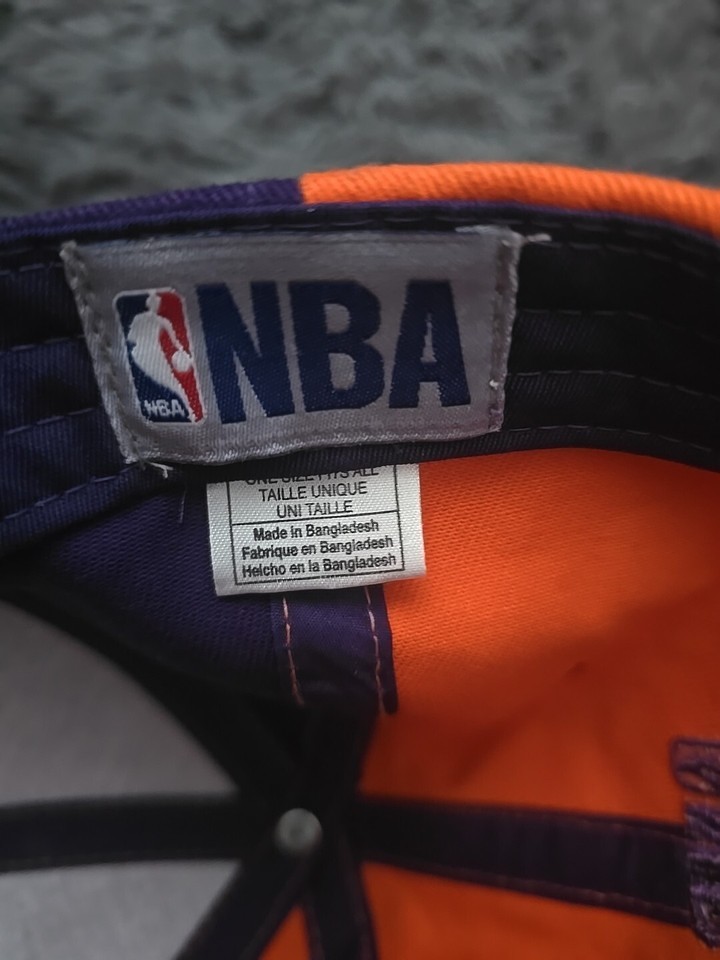 NBA
NBA
ONE SIZE FITS ALL
TAILLE UNIQUE
UNI TAILLE
Made in Bangladesh
Fabrique en Bangladesh
Helcho en la Bangladesh